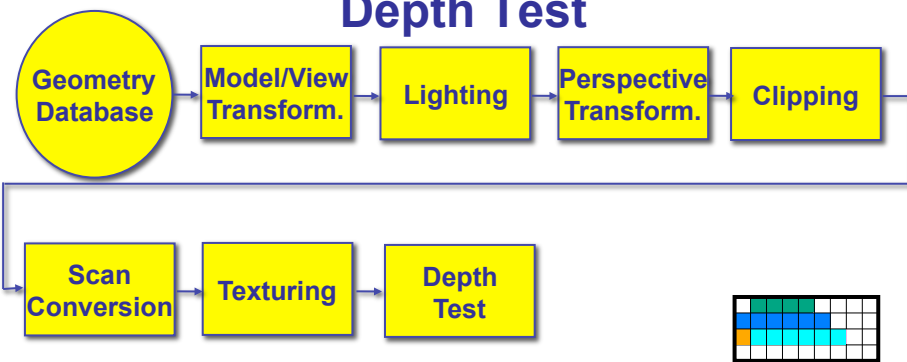 Depth Test
Geometry
Database
Model/View
Transform.
Lighting
Perspective
Transform.
Clipping
Scan
Conversion
Texturing
Depth
Test